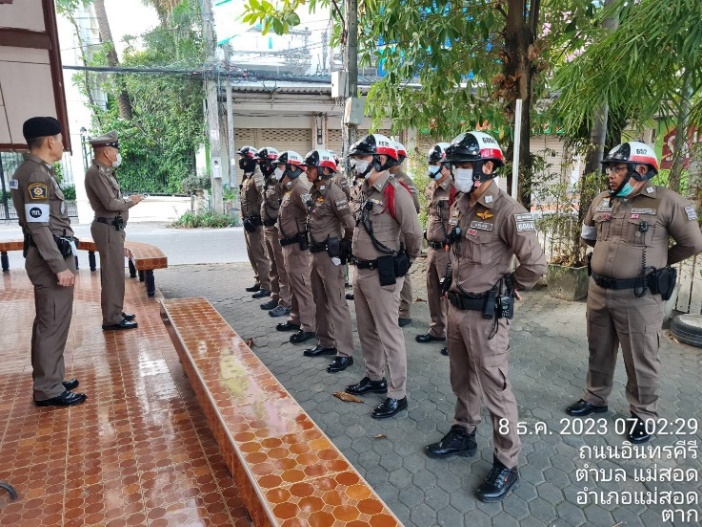 8 ธ.ค. 2023 07:02:29
ถนนอินทรคีรี
ตำบล แม่สอด
อำเภอแม่สอด
ตาก